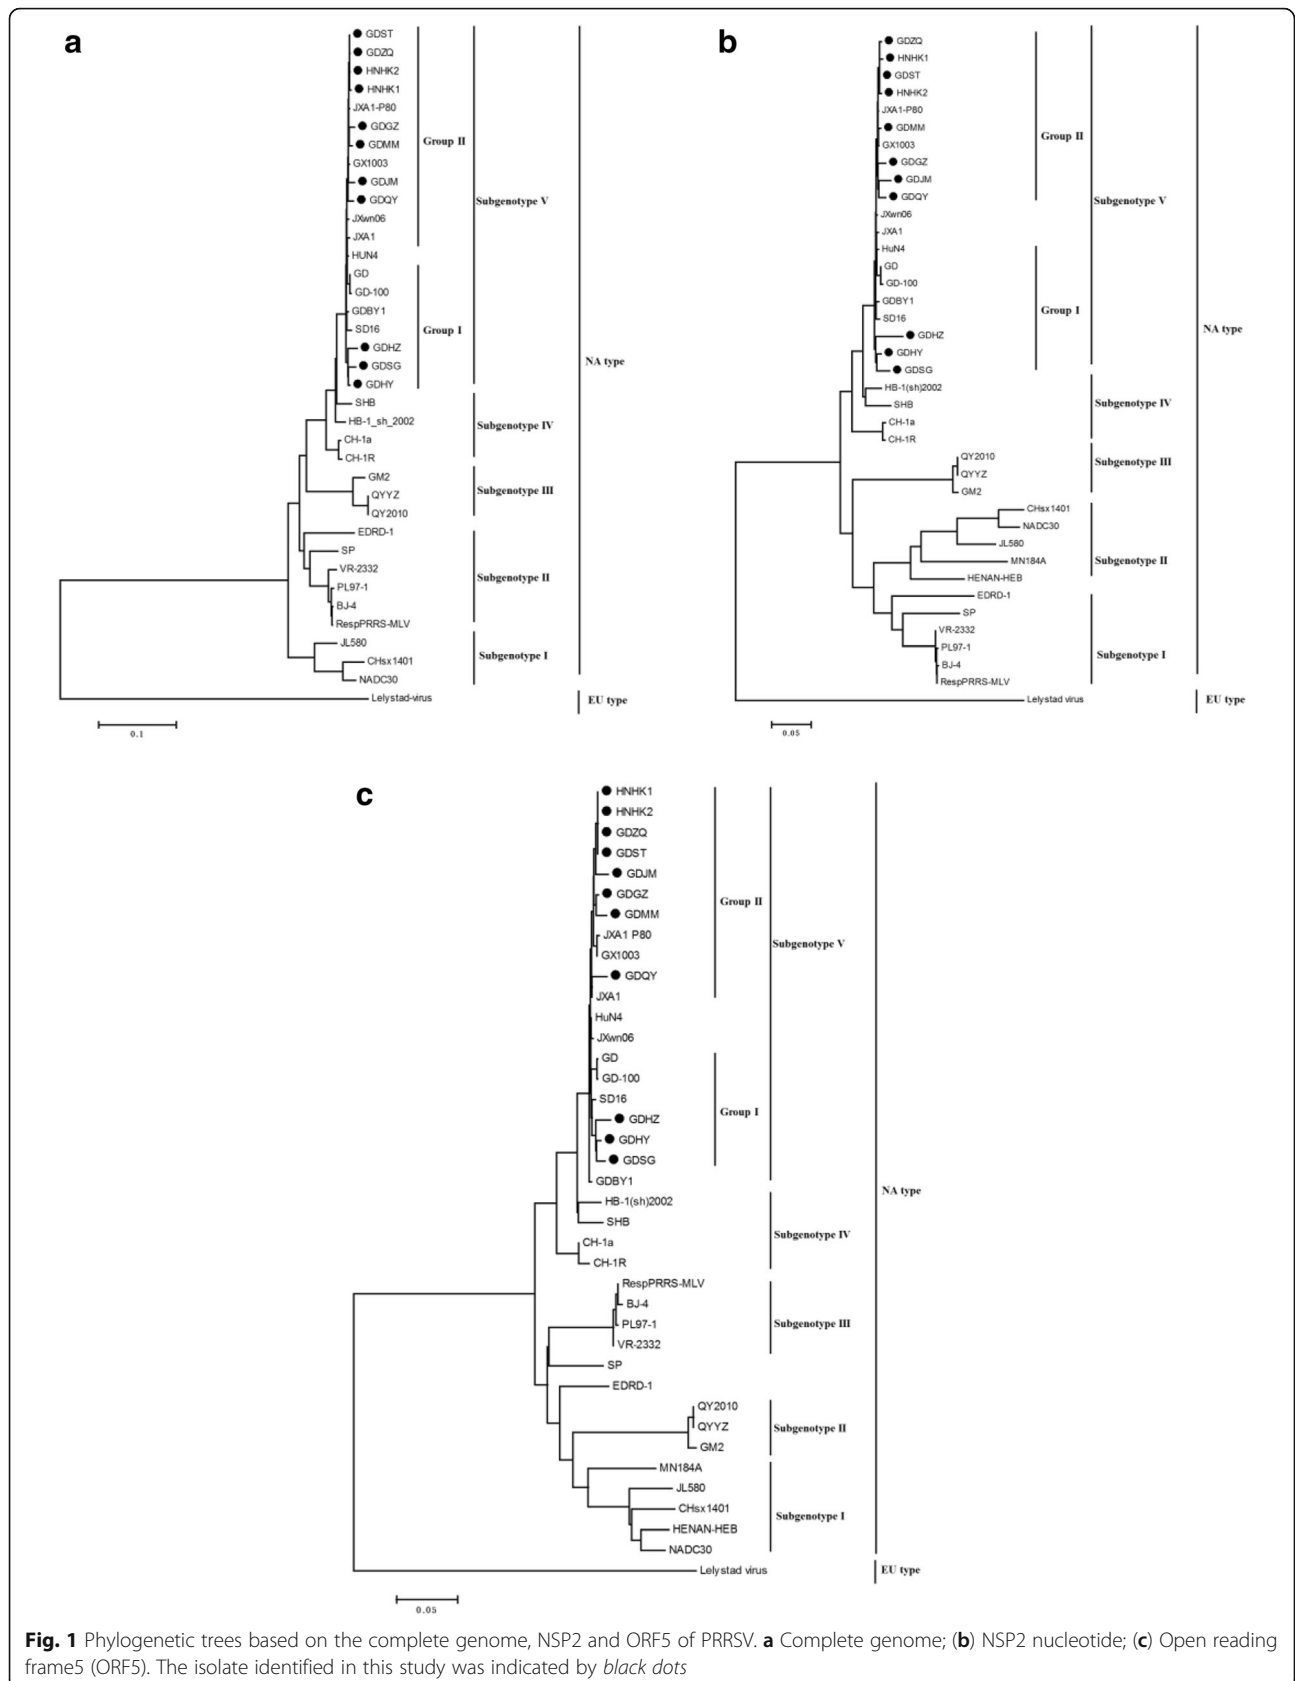 a
GDST
GDZQ
HNHK2
HNHK1
JXA1-P80
GDGZ
GDMM
GX1003
GDJM
GDQY
JXwn06
JXA1
HUN4
GD
GD-100
GDBY1
SD16
GDHZ
GDSG
GDHY
SHB
HB-1_sh_2002
CH-1a
CH-1R
GM2
QYYZ
QY2010
EDRD-1
SP
VR-2332
PL97-1
BJ-4
RespPRRS-MLV
JL580
CHsx1401
NADC30
Lelystad-virus
Group II
Group I
Subgenotype V
Subgenotype IV
Subgenotype III
Subgenotype II
Subgenotype I
NA type
EU type
0.1
b
GDZQ
HNHK1
GDST
HNHK2
JXA1-P80
GDMM
GX1003
GDGZ
GDJM
GDQY
JXwn06
JXA1
HuN4
GD
GD-100
GDBY1
SD16
GDHZ
GDHY
GDSG
HB-1(sh)2002
SHB
CH-1a
CH-1R
QY2010
QYYZ
GM2
CHsx1401
NADC30
JL580
MN184A
HENAN-HEB
EDRD-1
SP
VR-2332
PL97-1
BJ-4
RespPRRS-MLV
Lelystad virus
Group II
Group I
Subgenotype V
Subgenotype IV
Subgenotype III
Subgenotype II
Subgenotype I
NA type
EU type
0.05
c
HNHK1
HNHK2
GDZQ
GDST
GDJM
GDGZ
GDMM
JXA1 P80
GX1003
GDQY
JXA1
HuN4
JXwn06
GD
GD-100
SD16
GDHZ
GDHY
GDSG
GDBY1
HB-1(sh)2002
SHB
CH-1a
CH-1R
RespPRRS-MLV
BJ-4
PL97-1
VR-2332
SP
EDRD-1
QY2010
QYYZ
GM2
MN184A
JL580
CHsx1401
HENAN-HEB
NADC30
Lelystad virus
Group II
Group I
Subgenotype V
Subgenotype IV
Subgenotype III
Subgenotype II
Subgenotype I
NA type
EU type
0.05
Fig. 1 Phylogenetic trees based on the complete genome, NSP2 and ORF5 of PRRSV. a Complete genome; (b) NSP2 nucleotide; (c) Open reading
frame5 (ORF5). The isolate identified in this study was indicated by black dots